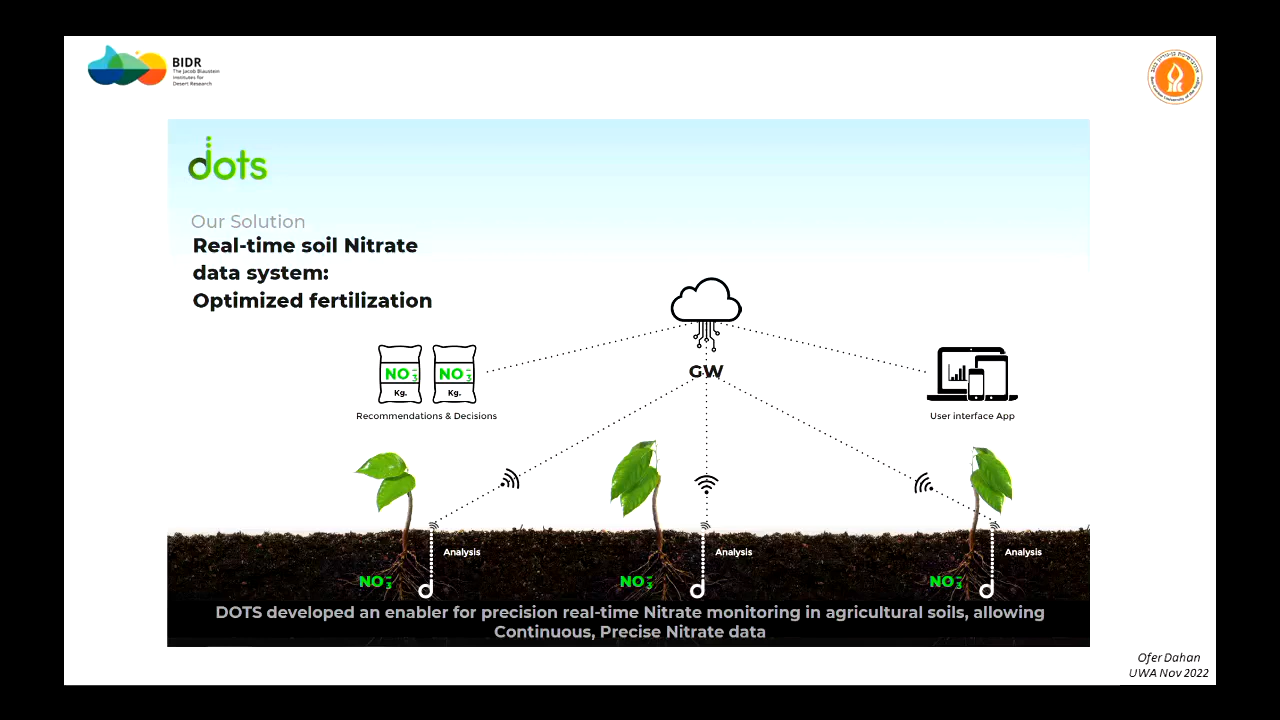 BIDR
The Jacob Blaustein
Institutes for
Desert Research
dots
Our Solution
Real-time soil Nitrate
data system:
Optimized fertilization
GW
NO₃⁻
NO₃⁻
Kg.
Kg.
Recommendations & Decisions
User interface App
Analysis
Analysis
Analysis
NO₃⁻
NO₃⁻
NO₃⁻
DOTS developed an enabler for precision real-time Nitrate monitoring in agricultural soils, allowing
Continuous, Precise Nitrate data
Ofer Dahan
UWA Nov 2022